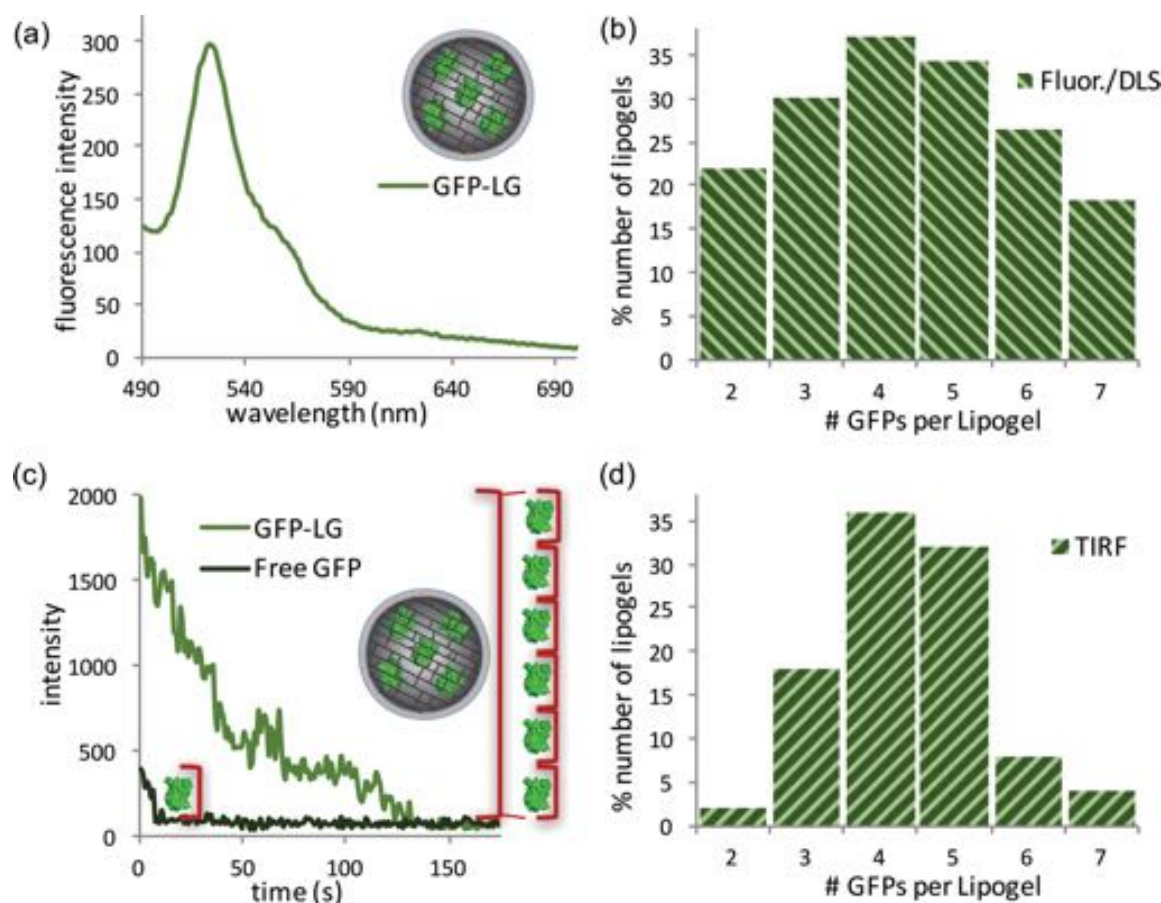 (a)
300
250
200
150
100
50
0
fluorescence intensity
GFP-LG
490
540
590
640
690
wavelength (nm)
(b)
35
30
25
20
15
10
5
0
% number of lipogels
Fluor./DLS
2
3
4
5
6
7
# GFPs per Lipogel
(c)
2000
1500
1000
500
0
intensity
GFP-LG
Free GFP
0
50
100
150
time (s)
(d)
35
30
25
20
15
10
5
0
% number of lipogels
TIRF
2
3
4
5
6
7
# GFPs per Lipogel